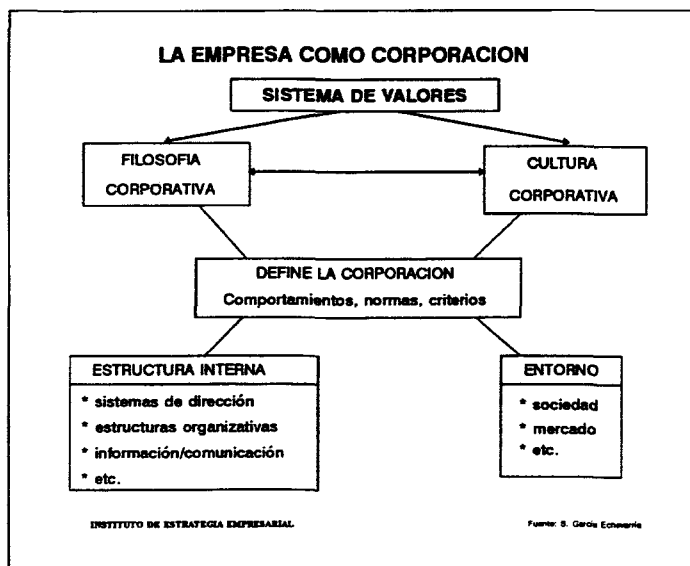 LA EMPRESA COMO CORPORACION
SISTEMA DE VALORES
FILOSOFIA
CORPORATIVA
CULTURA
CORPORATIVA
DEFINE LA CORPORACION
Comportamientos, normas, criterios
ESTRUCTURA INTERNA
* sistemas de dirección
* estructuras organizativas
* información/comunicación
* etc.
ENTORNO
* sociedad
* mercado
* etc.
INSTITUTO DE ESTRATEGIA EMPRESARIAL
Fuente: S. García Echevarría